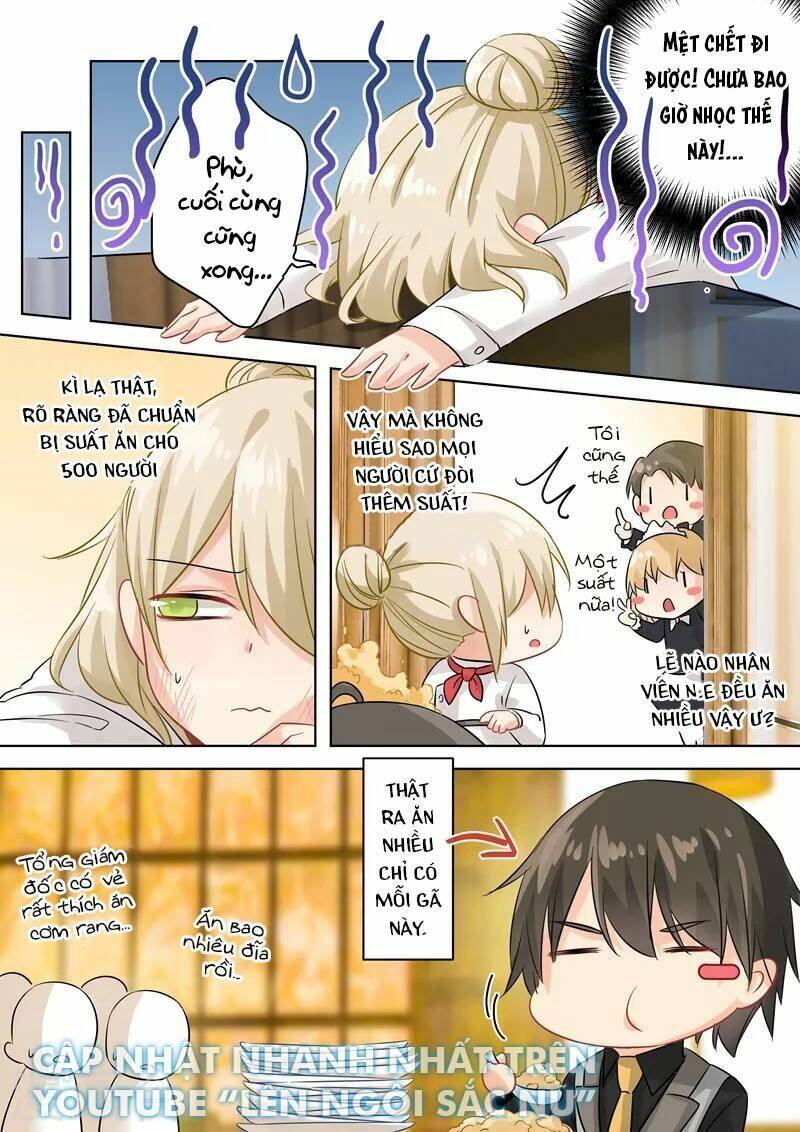 MỆT CHẾT ĐI
ĐƯỢC! CHƯA BAO
GIỜ NHỌC THẾ
NÀY!...
Phù,
cuối cùng
cũng
xong...
KÌ LẠ THẬT,
RÕ RÀNG ĐÃ CHUẨN
BỊ SUẤT ĂN CHO
500 NGƯỜI
VẬY MÀ KHÔNG
HIỂU SAO MỌI
NGƯỜI CỨ ĐÒI
THÊM SUẤT!
Tôi
cũng
thế
Một
suất
nữa!
LẼ NÀO NHÂN
VIÊN N.E ĐỀU ĂN
NHIỀU VẬY Ư?
THẬT
RA ĂN
NHIỀU
CHỈ CÓ
MỖI GÃ
NÀY.
Tổng giám
đốc có vẻ
rất thích ăn
cơm rang...
Ăn bao
nhiêu đĩa
rồi...
CẬP NHẬT NHANH NHẤT TRÊN
YOUTUBE "LÊN NGÔI SẮC NỮ"